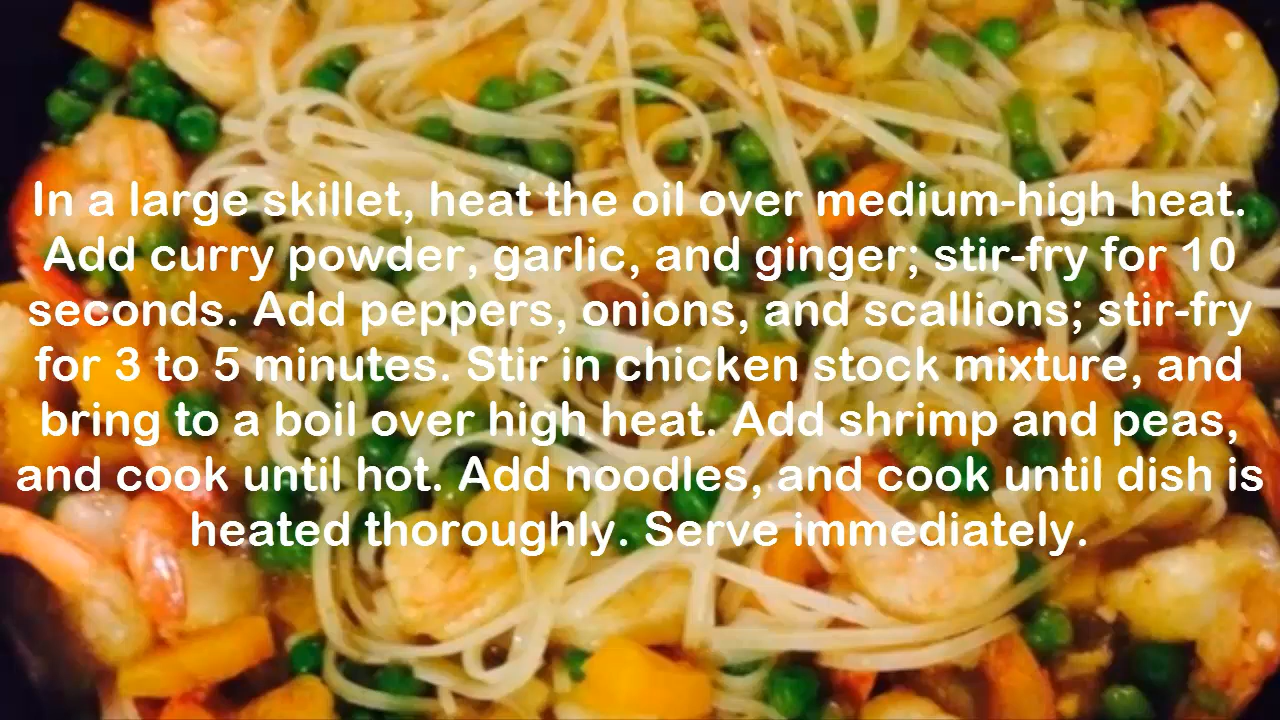 In a large skillet, heat the oil over medium-high heat.
Add curry powder, garlic, and ginger; stir-fry for 10
seconds. Add peppers, onions, and scallions; stir-fry
for 3 to 5 minutes. Stir in chicken stock mixture, and
bring to a boil over high heat. Add shrimp and peas,
and cook until hot. Add noodles, and cook until dish is
heated thoroughly. Serve immediately.